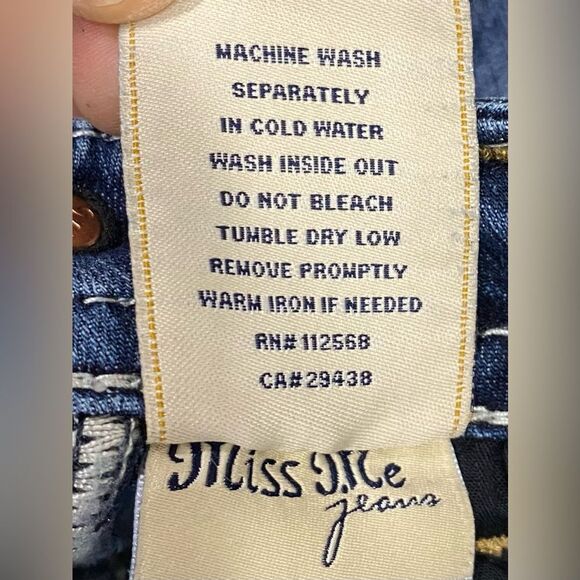 MACHINE WASH
SEPARATELY
IN COLD WATER
WASH INSIDE OUT
DO NOT BLEACH
TUMBLE DRY LOW
REMOVE PROMPTLY
WARM IRON IF NEEDED
RN# 112568
CA# 29438
Miss Me
jeans